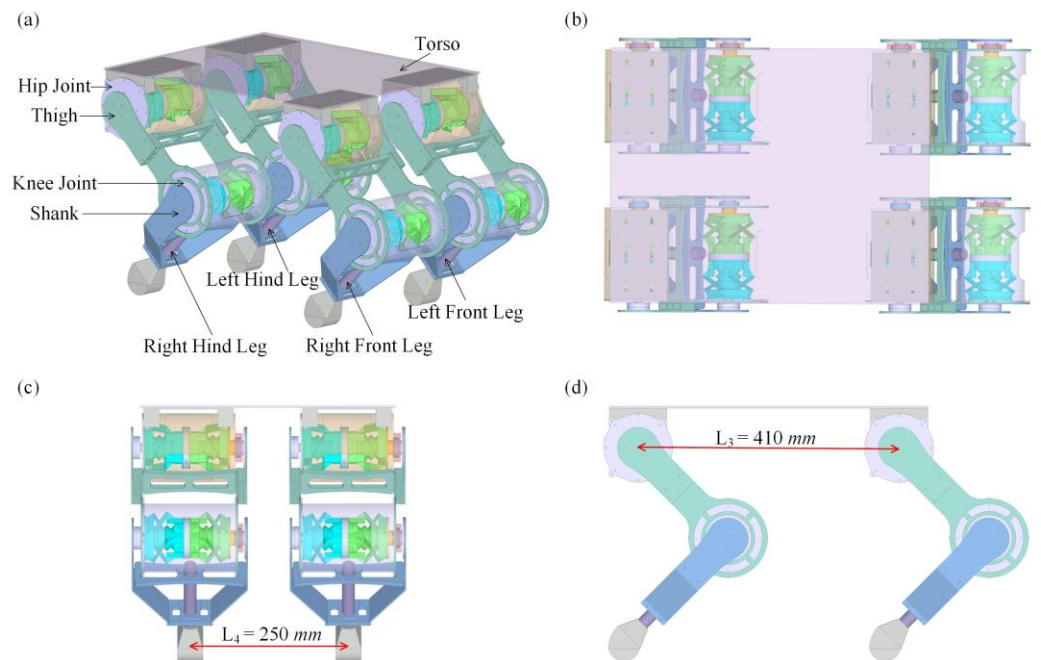 (a)
Torso
Hip Joint
Thigh
Knee Joint
Shank
Left Hind Leg
Left Front Leg
Right Hind Leg
Right Front Leg
(b)
(c)
L₄ = 250 mm
(d)
L₃ = 410 mm